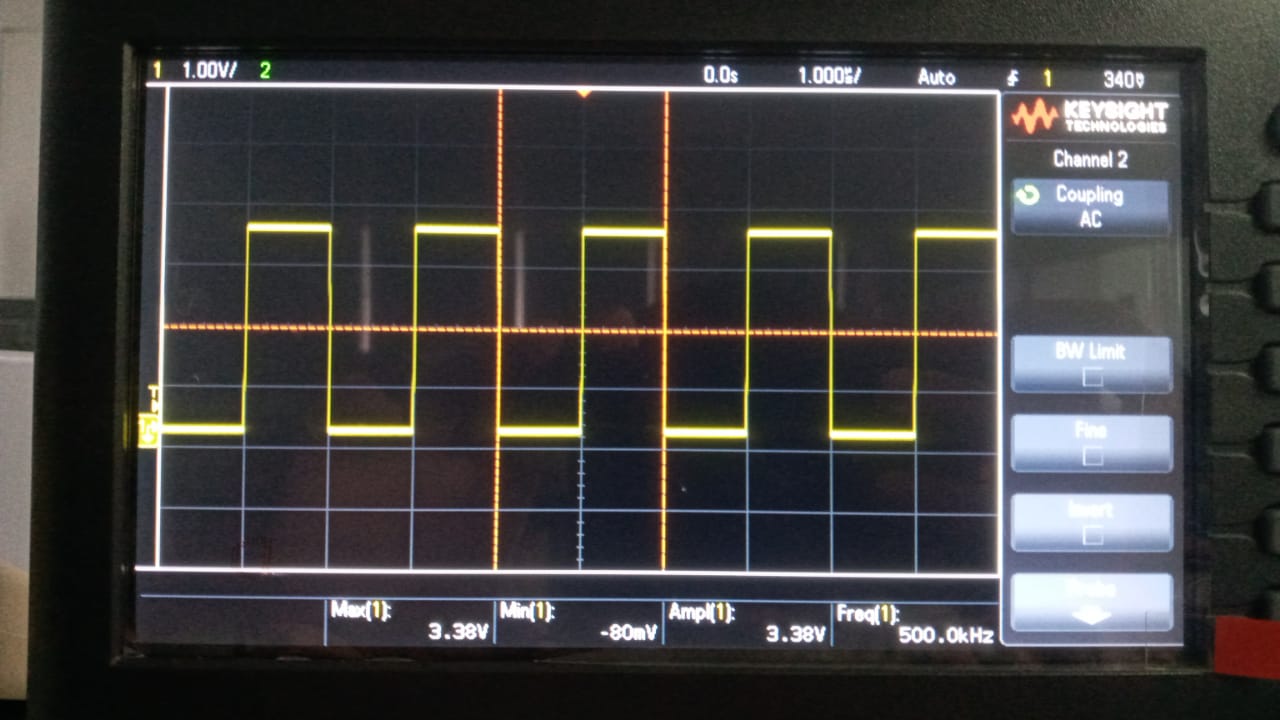 1 1.00V/ 2 0.0s 1.000µs/ Auto 1 340V
KEYSIGHT
TECHNOLOGIES
Channel 2
Coupling
AC
BW Limit
Fine
Invert
Probe
Max(1):
3.38V
Min(1):
-80mV
Ampl(1):
3.38V
Freq(1):
500.0kHz